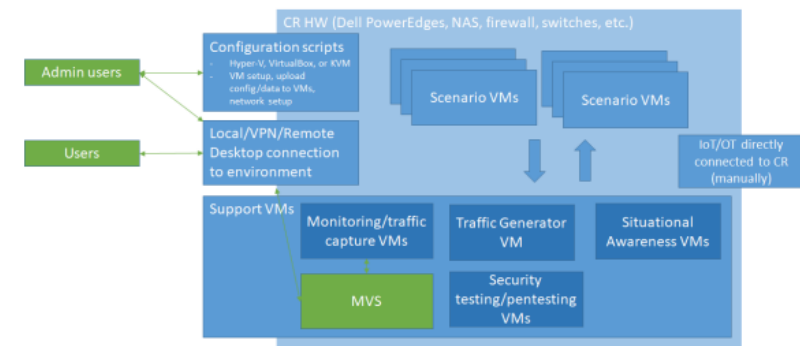 CR HW (Dell PowerEdges, NAS, firewall, switches, etc.)
Configuration scripts
- Hyper-V, VirtualBox, or KVM
- VM setup, upload
config/data to VMs,
network setup
Admin users
Scenario VMs
Scenario VMs
Local/VPN/Remote
Desktop connection
to environment
Users
IoT/OT directly
connected to CR
(manually)
Support VMs
Monitoring/traffic
capture VMs
Traffic Generator
VM
Situational
Awareness VMs
MVS
Security
testing/pentesting
VMs